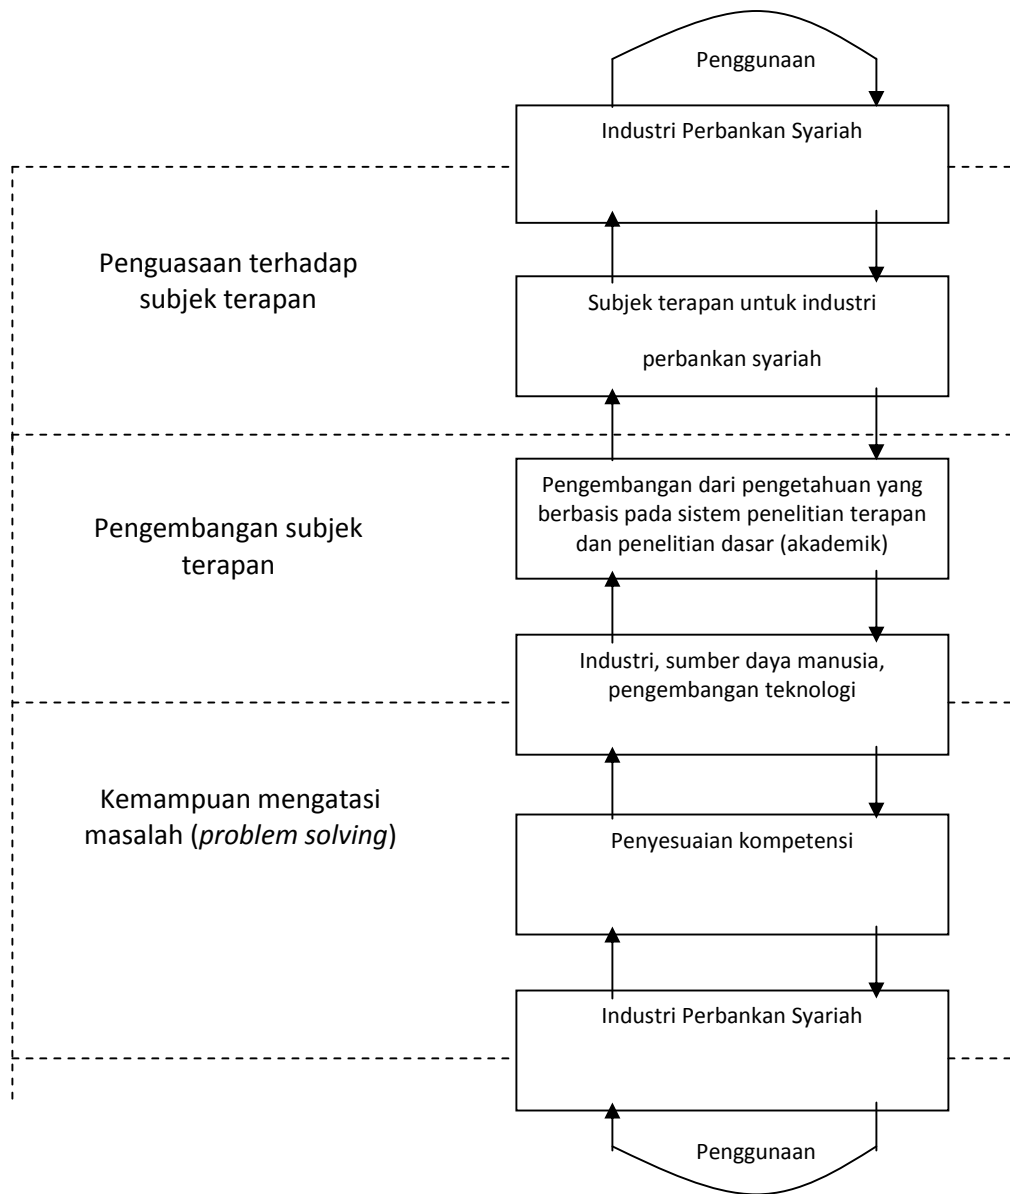 Penggunaan
Industri Perbankan Syariah
Penguasaan terhadap
subjek terapan
Subjek terapan untuk industri
perbankan syariah
Pengembangan subjek
terapan
Pengembangan dari pengetahuan yang
berbasis pada sistem penelitian terapan
dan penelitian dasar (akademik)
Industri, sumber daya manusia,
pengembangan teknologi
Kemampuan mengatasi
masalah (problem solving)
Penyesuaian kompetensi
Industri Perbankan Syariah
Penggunaan